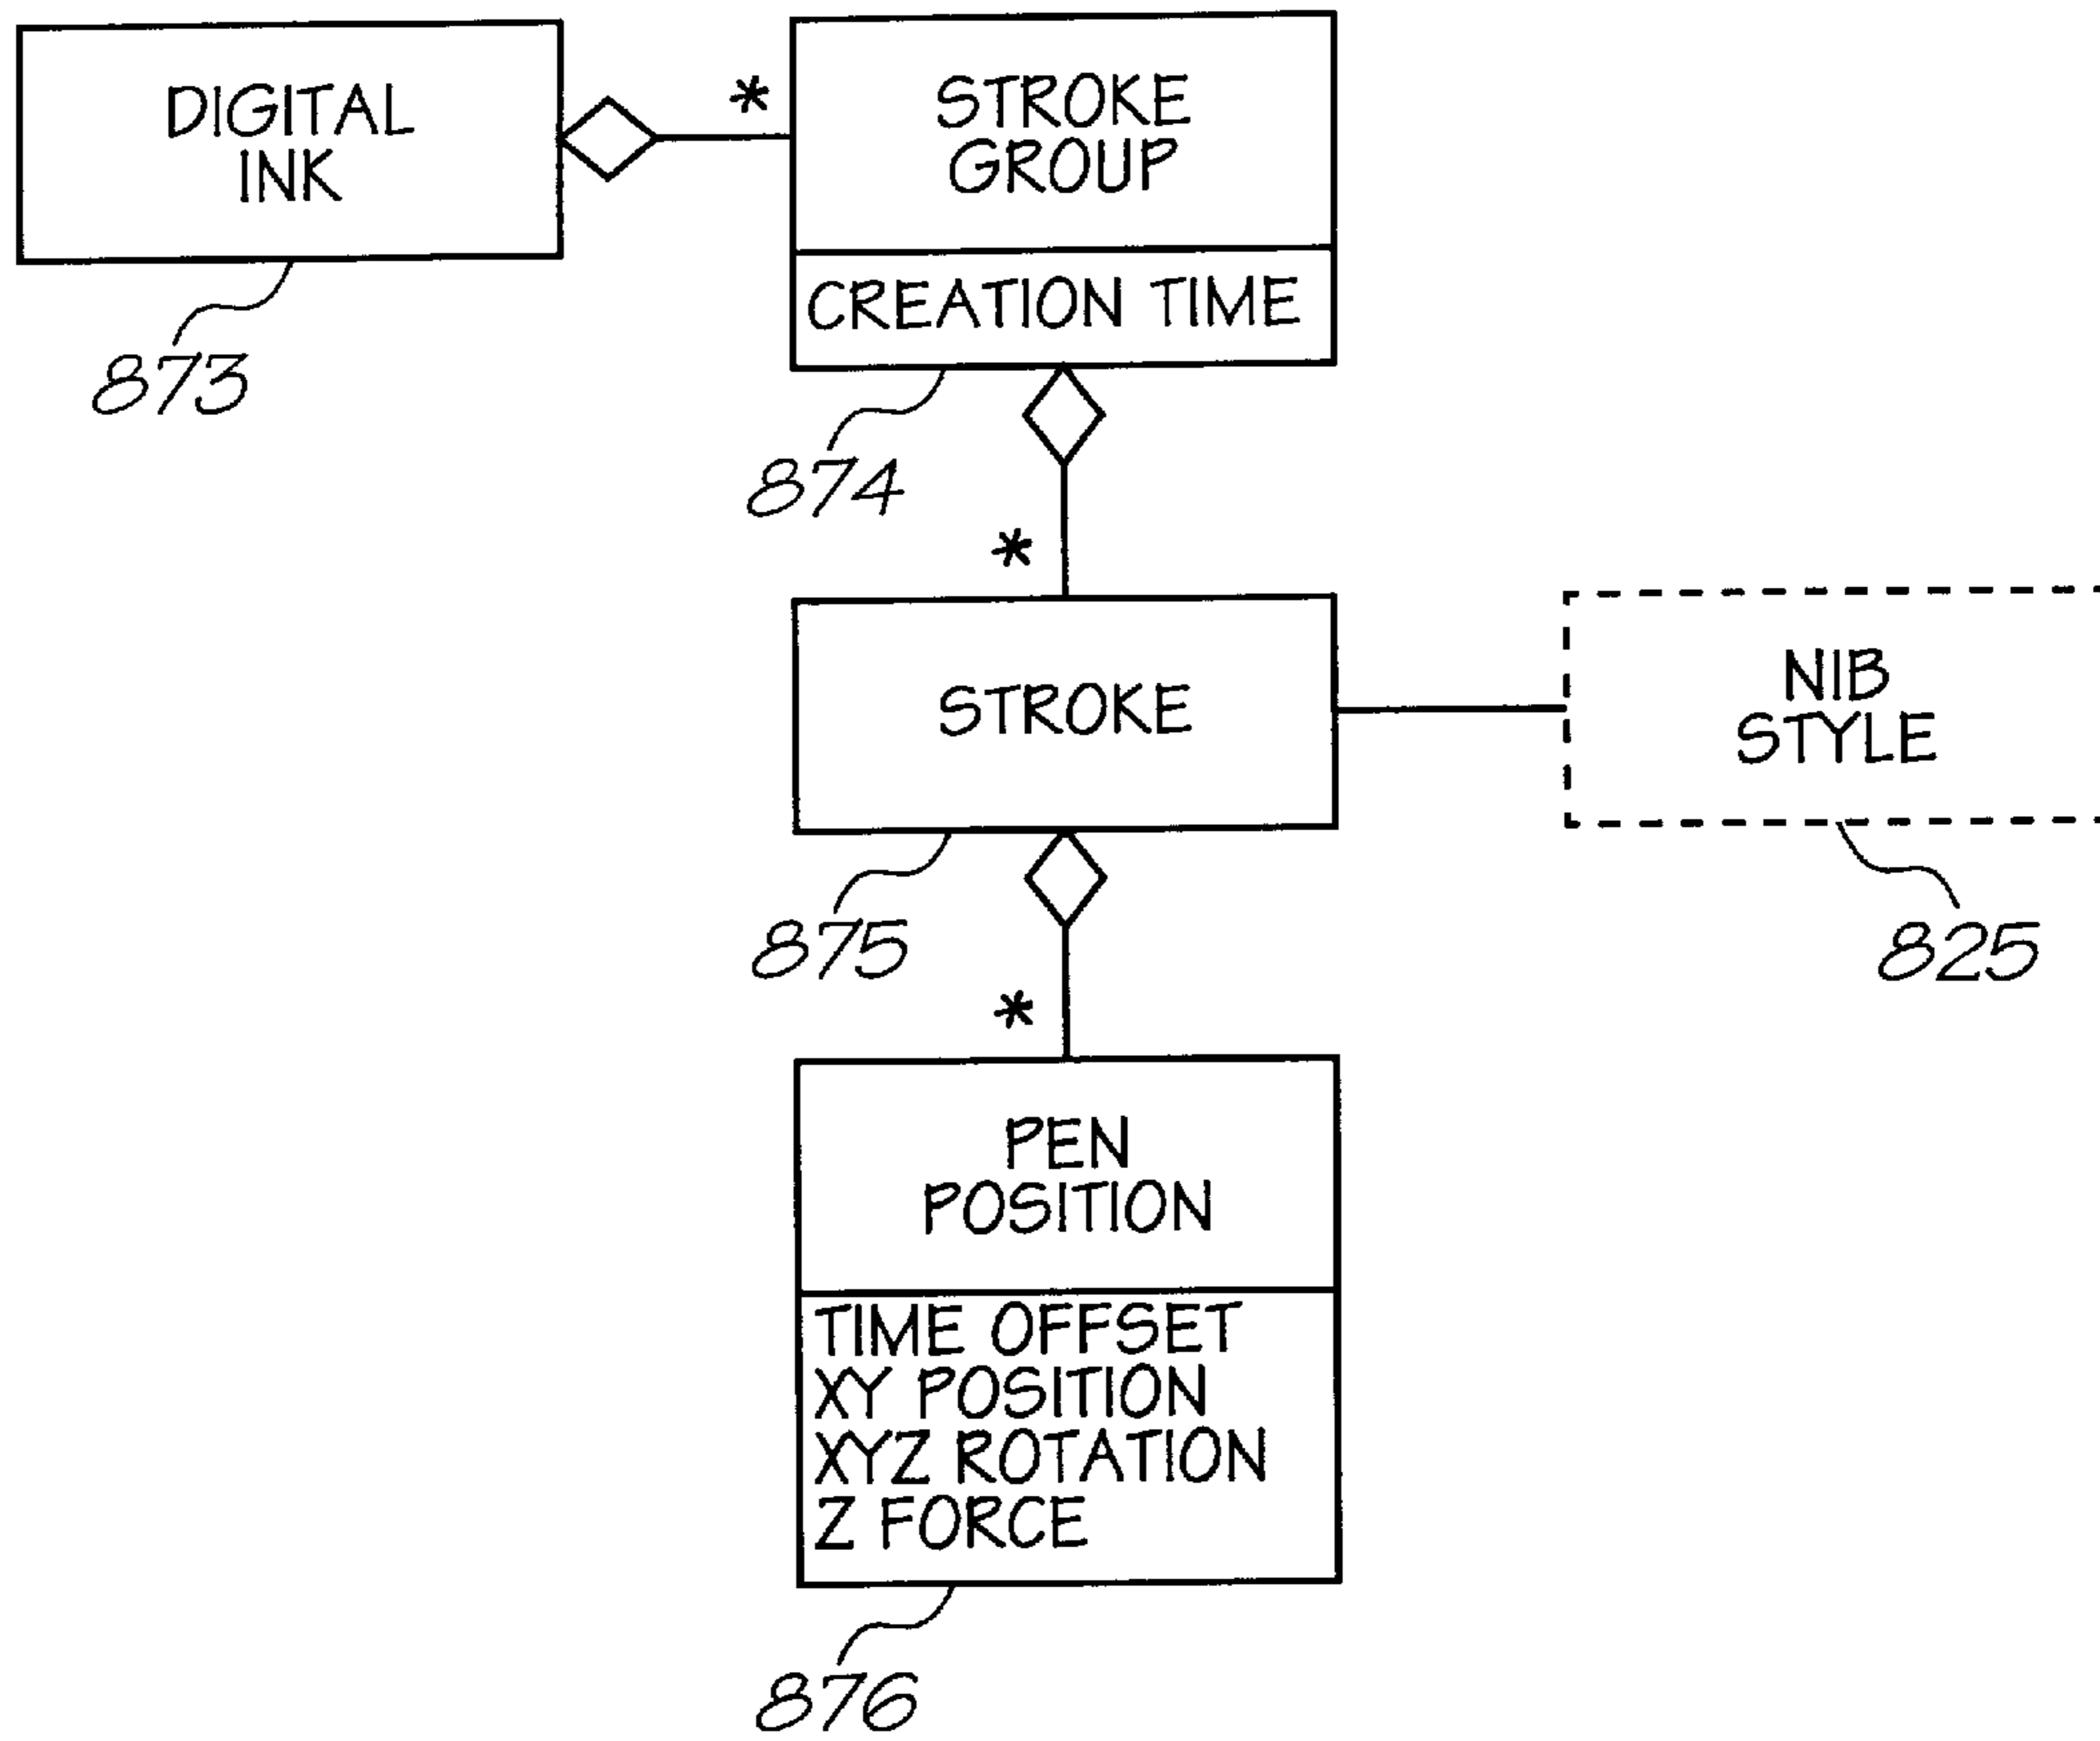 DIGITAL
INK
873
*
STROKE
GROUP
CREATION TIME
874
*
STROKE
875
NIB
STYLE
825
*
PEN
POSITION
TIME OFFSET
XY POSITION
XYZ ROTATION
Z FORCE
876